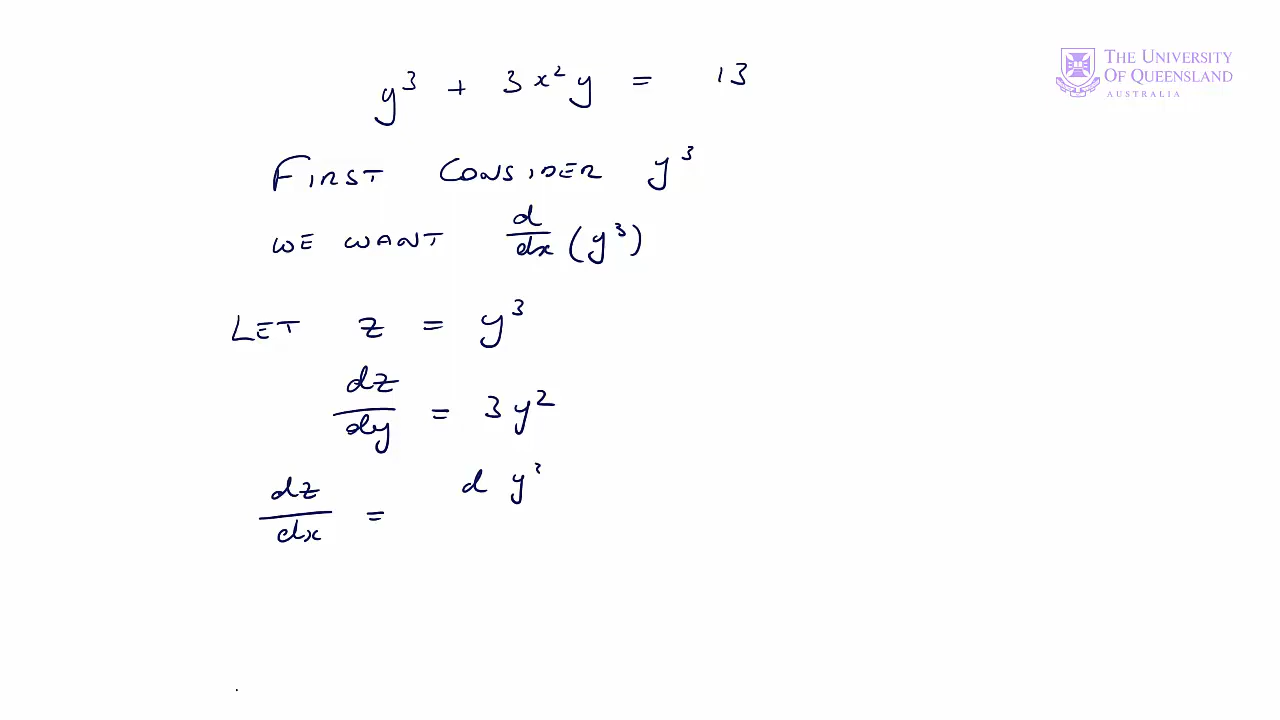 y³ + 3x²y = 13
THE UNIVERSITY
OF QUEENSLAND
AUSTRALIA
FIRST CONSIDER y³
WE WANT d/dx (y³)
LET z = y³
dz/dy = 3y²
dz/dx = d y³